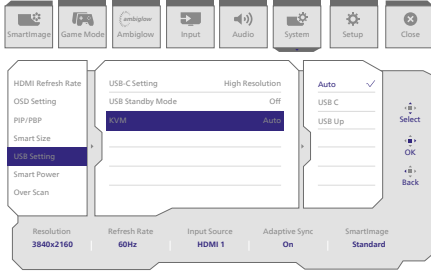 SmartImage
Game Mode
ambiglow
Ambiglow
Input
Audio
System
Setup
Close
HDMI Refresh Rate
OSD Setting
PIP/PBP
Smart Size
USB Setting
Smart Power
Over Scan
USB-C Setting High Resolution
USB Standby Mode Off
KVM Auto
Auto
USB C
USB Up
Select
OK
Back
Resolution Refresh Rate Input Source Adaptive Sync SmartImage
3840x2160 60Hz HDMI 1 On Standard